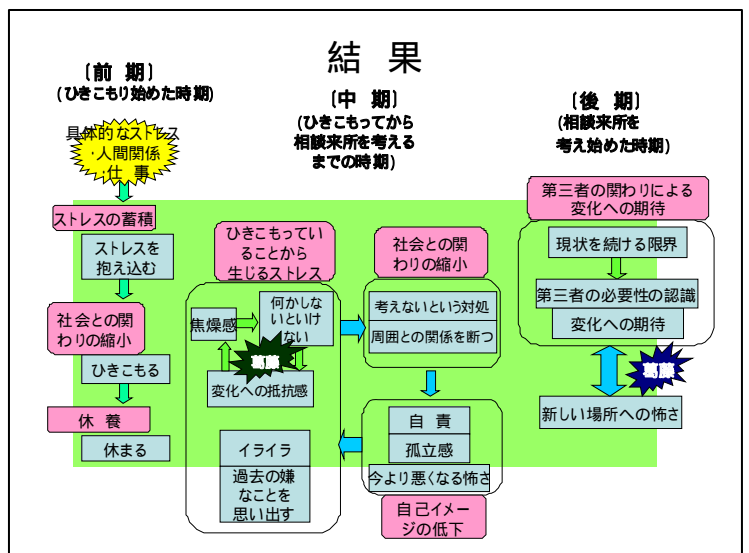 結 果
〔前 期〕
(ひきこもり始めた時期)
具体的なストレス
・人間関係
・仕 事
ストレスの蓄積
ストレスを
抱え込む
社会との関
わりの縮小
ひきこもる
休 養
休まる
〔中 期〕
(ひきこもってから
相談来所を考える
までの時期)
ひきこもってい
ることから
生じるストレス
焦燥感
何かしな
いといけ
ない
葛藤
変化への抵抗感
イライラ
過去の嫌
なことを
思い出す
社会との関
わりの縮小
考えないという対処
周囲との関係を断つ
自 責
孤立感
今より悪くなる怖さ
自己イメー
ジの低下
〔後 期〕
(相談来所を
考え始めた時期)
第三者の関わりによる
変化への期待
現状を続ける限界
第三者の必要性の認識
変化への期待
葛藤
新しい場所への怖さ